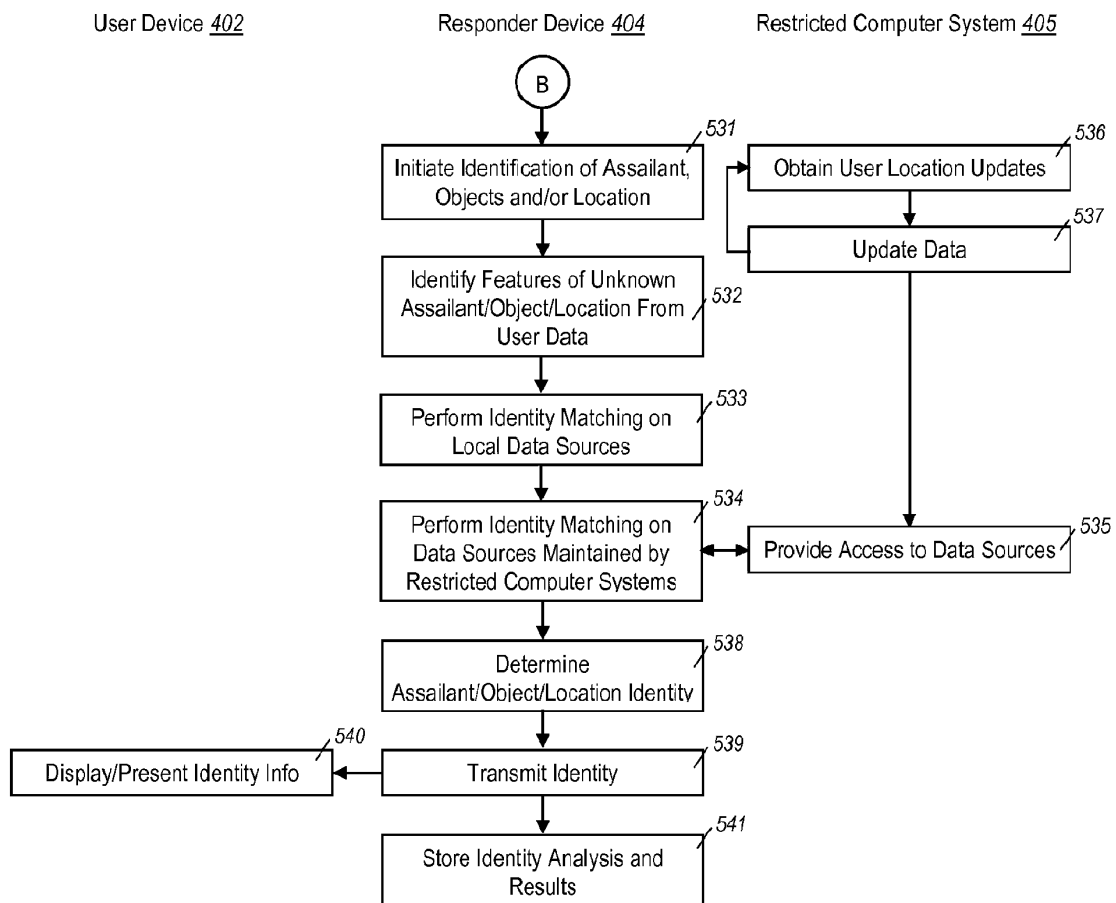 User Device 402
Responder Device 404
Restricted Computer System 405
B
531
Initiate Identification of Assailant,
Objects and/or Location
536
Obtain User Location Updates
537
Update Data
532
Identify Features of Unknown
Assailant/Object/Location From
User Data
533
Perform Identity Matching on
Local Data Sources
534
Perform Identity Matching on
Data Sources Maintained by
Restricted Computer Systems
535
Provide Access to Data Sources
538
Determine
Assailant/Object/Location Identity
540
Display/Present Identity Info
539
Transmit Identity
541
Store Identity Analysis and
Results